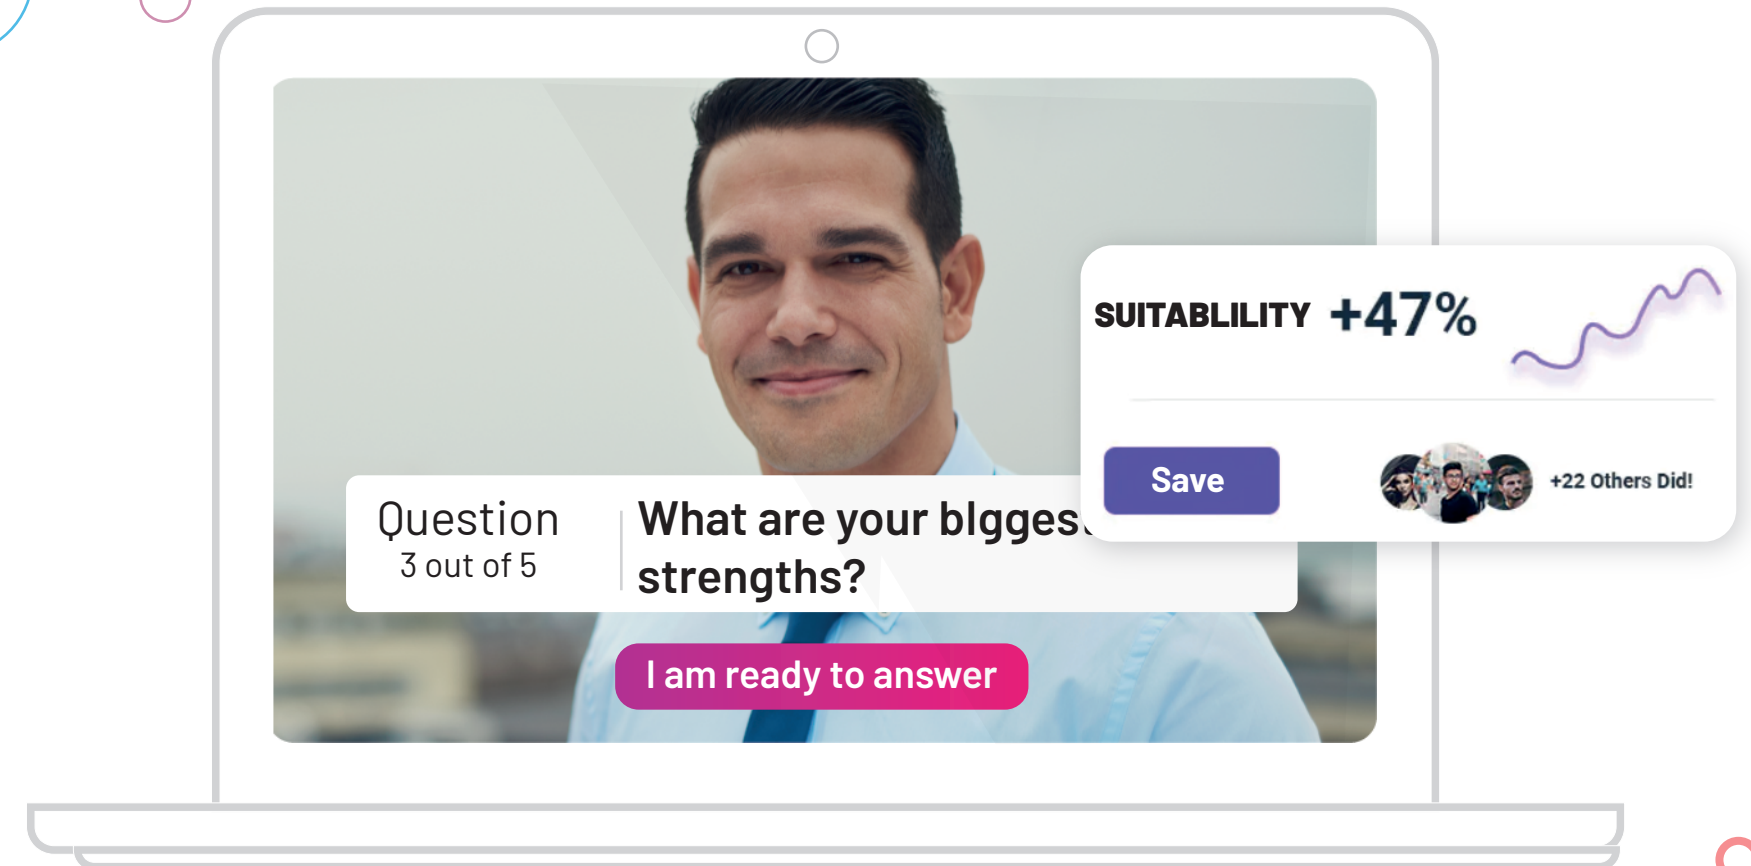 SUITABLILITY +47%
Save
+22 Others Did!
Question
3 out of 5
What are your bIgges
strengths?
I am ready to answer